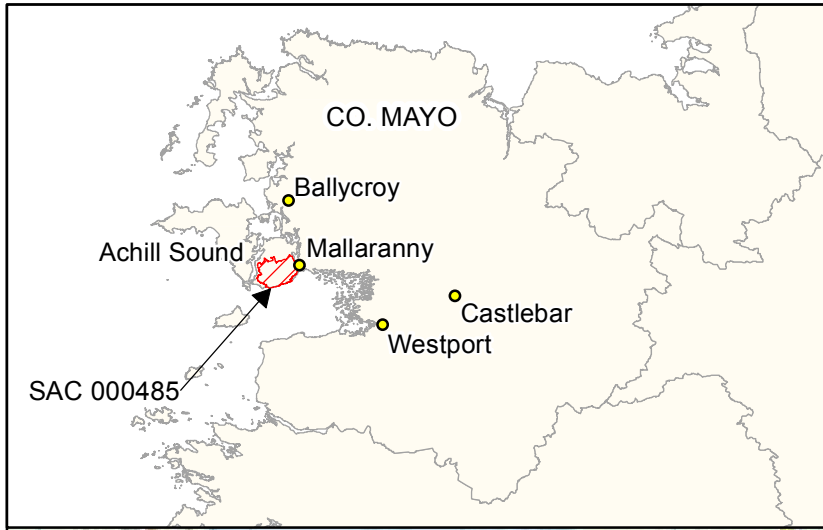 CO. MAYO
Ballycroy
Achill Sound
Mallaranny
Castlebar
Westport
SAC 000485